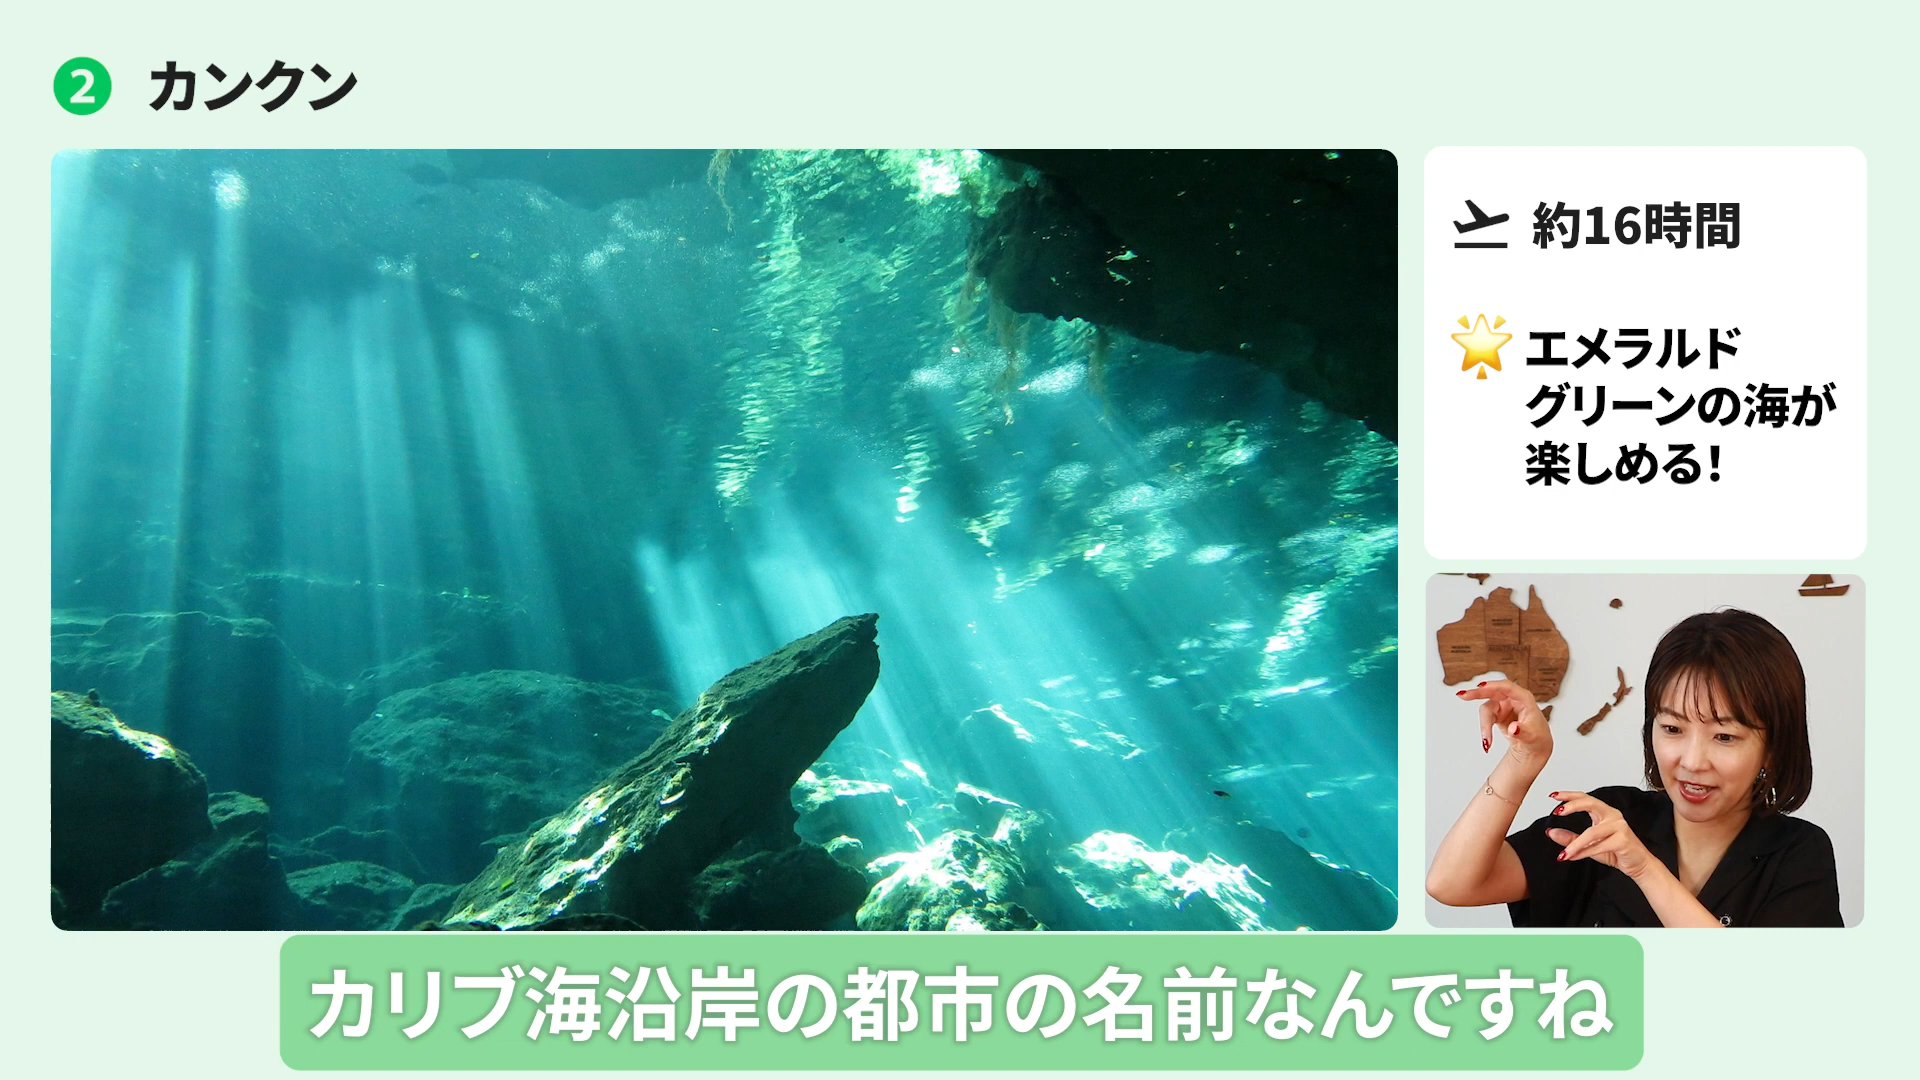 2 カンクン
約16時間
エメラルド
グリーンの海が
楽しめる!
カリブ海沿岸の都市の名前なんですね